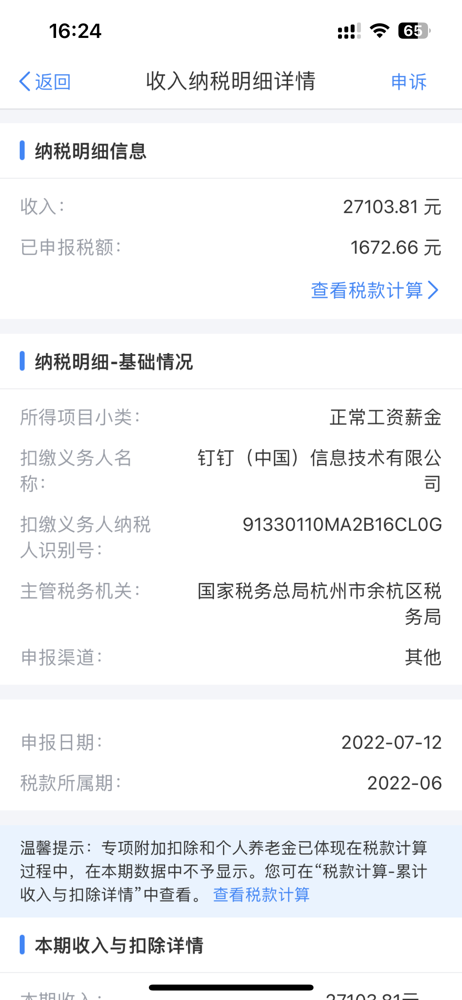 16:24
65
返回
收入纳税明细详情
申诉
纳税明细信息
收入：
27103.81 元
已申报税额：
1672.66 元
查看税款计算
纳税明细-基础情况
所得项目小类：
正常工资薪金
扣缴义务人名
称：
钉钉（中国）信息技术有限公
司
扣缴义务人纳税
人识别号：
91330110MA2B16CL0G
主管税务机关：
国家税务总局杭州市余杭区税
务局
申报渠道：
其他
申报日期：
2022-07-12
税款所属期：
2022-06
温馨提示：专项附加扣除和个人养老金已体现在税款计算
过程中，在本期数据中不予显示。您可在“税款计算-累计
收入与扣除详情”中查看。 查看税款计算
本期收入与扣除详情
本期收入：
27103.81元